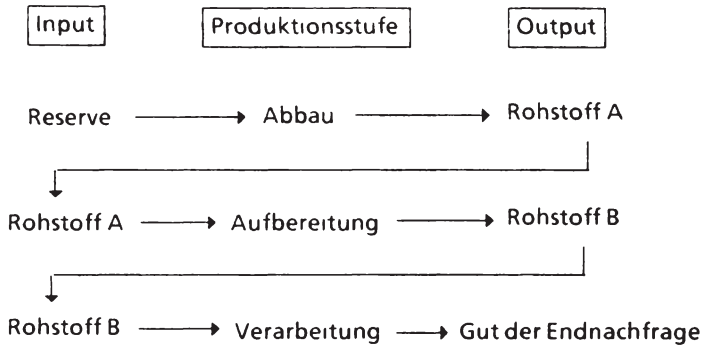 Input Produktionsstufe Output
Reserve Abbau Rohstoff A
Rohstoff A Aufbereitung Rohstoff B
Rohstoff B Verarbeitung Gut der Endnachfrage